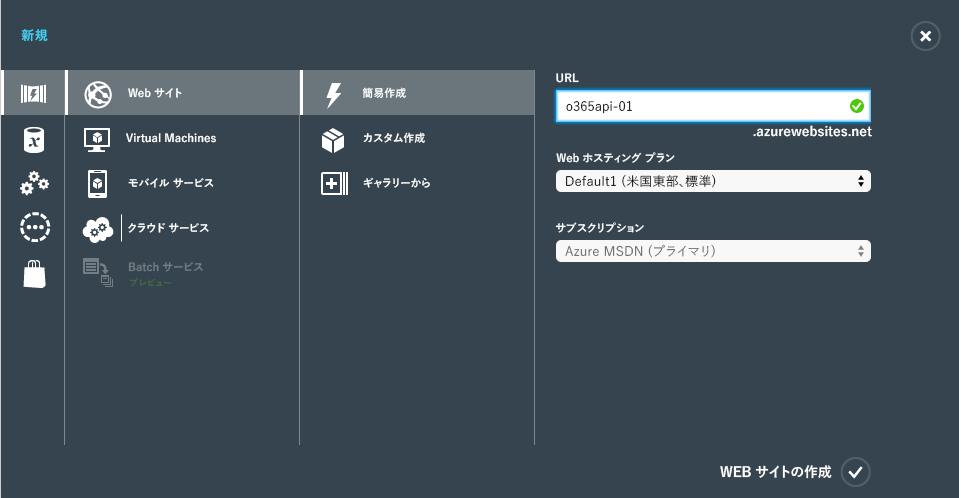 新規
Web サイト
Virtual Machines
モバイル サービス
クラウド サービス
Batch サービス
プレビュー
簡易作成
カスタム作成
ギャラリーから
URL
o365api-01
.azurewebsites.net
Web ホスティング プラン
Default1 (米国東部、標準)
サブスクリプション
Azure MSDN (プライマリ)
WEB サイトの作成